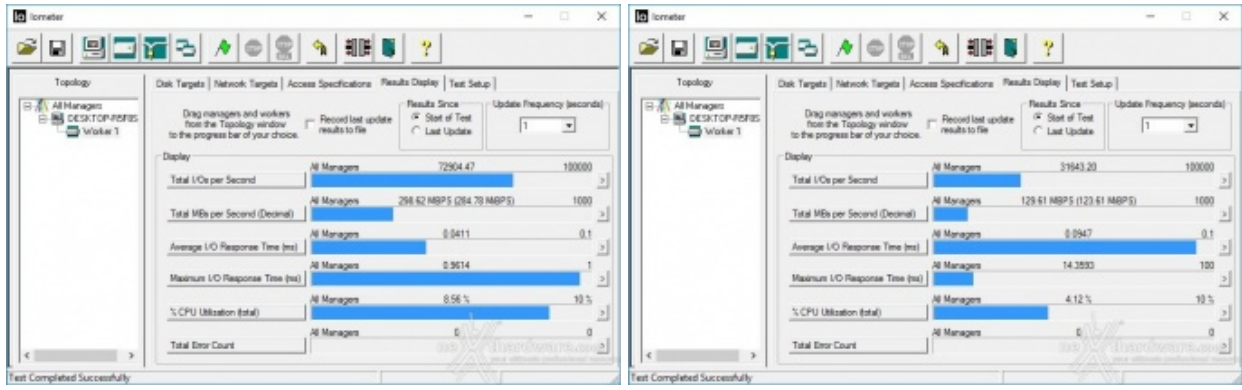 Iometer
Topology
All Managers
Worker 1
Disk Targets Network Targets Access Specifications Results Display Test Setup
Drag managers and workers
from the Topology window
to the progress bar of your choice.
Record last update
results to file
Results Since
Start of Test
Last Update
Update Frequency (seconds)
1
Display
All Managers 72904.47 100000
Total I/Os per Second
All Managers 298.62 MBPS (284.78 MiBPS) 1000
Total MBs per Second (Decimal)
All Managers 0.0411 0.1
Average I/O Response Time (ms)
All Managers 0.9614 1
Maximum I/O Response Time (ms)
All Managers 8.56 % 10 %
% CPU Utilization (total)
All Managers 0 0
Total Error Count
Test Completed Successfully
Iometer
Topology
All Managers
Worker 1
Disk Targets Network Targets Access Specifications Results Display Test Setup
Drag managers and workers
from the Topology window
to the progress bar of your choice.
Record last update
results to file
Results Since
Start of Test
Last Update
Update Frequency (seconds)
1
Display
All Managers 31643.20 100000
Total I/Os per Second
All Managers 129.61 MBPS (123.61 MiBPS) 1000
Total MBs per Second (Decimal)
All Managers 0.0947 0.1
Average I/O Response Time (ms)
All Managers 14.3593 100
Maximum I/O Response Time (ms)
All Managers 4.12 % 10 %
% CPU Utilization (total)
All Managers 0 0
Total Error Count
Test Completed Successfully